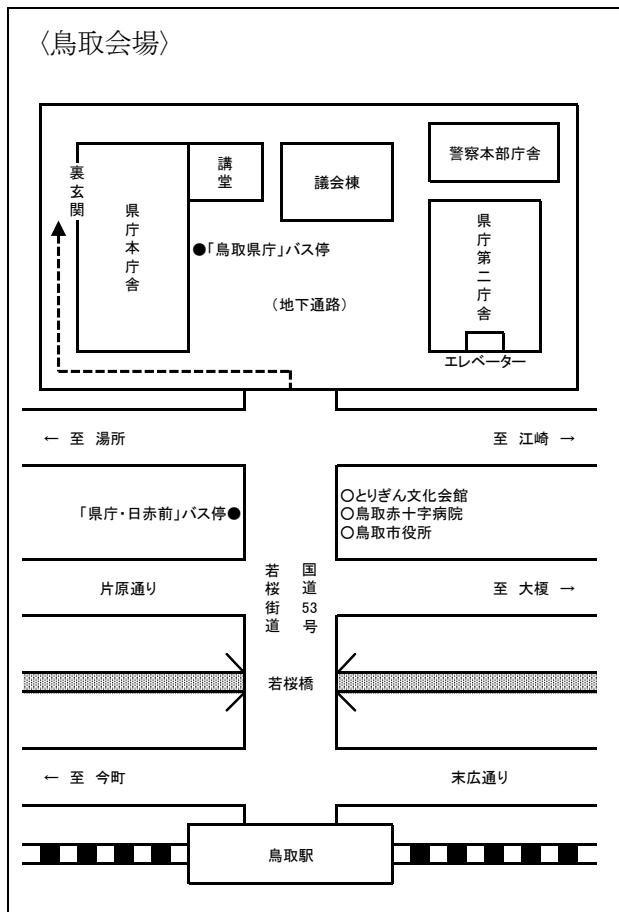 〈鳥取会場〉
裏玄関
県庁本庁舎
講堂
議会棟
警察本部庁舎
県庁第二庁舎
●「鳥取県庁」バス停
（地下通路）
エレベーター
← 至 湯所
至 江崎 →
「県庁・日赤前」バス停●
○とりぎん文化会館
○鳥取赤十字病院
○鳥取市役所
片原通り
国道53号
若桜街道
至 大榎 →
若桜橋
← 至 今町
末広通り
鳥取駅